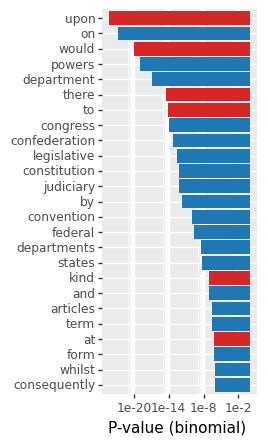 upon
on
would
powers
department
there
to
congress
confederation
legislative
constitution
judiciary
by
convention
federal
departments
states
kind
and
articles
term
at
form
whilst
consequently
1e-20 1e-14 1e-8 1e-2
P-value (binomial)